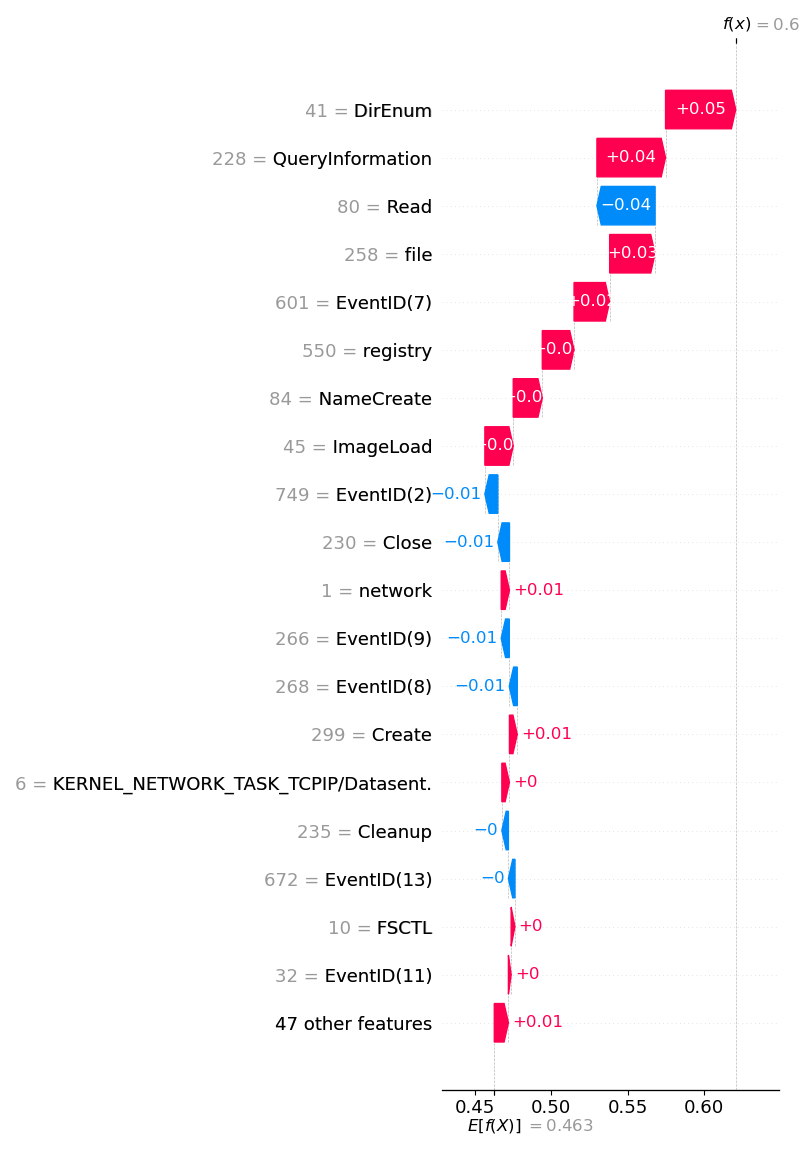 f(x) = 0.6
41 = DirEnum
+0.05
228 = QueryInformation
+0.04
80 = Read
−0.04
258 = file
+0.03
601 = EventID(7)
550 = registry
84 = NameCreate
45 = ImageLoad
749 = EventID(2)
−0.01
230 = Close
−0.01
1 = network
+0.01
266 = EventID(9)
−0.01
268 = EventID(8)
−0.01
299 = Create
+0.01
6 = KERNEL_NETWORK_TASK_TCPIP/Datasent.
+0
235 = Cleanup
−0
672 = EventID(13)
−0
10 = FSCTL
+0
32 = EventID(11)
+0
47 other features
+0.01
0.45 0.50 0.55 0.60
E[f(X)] = 0.463